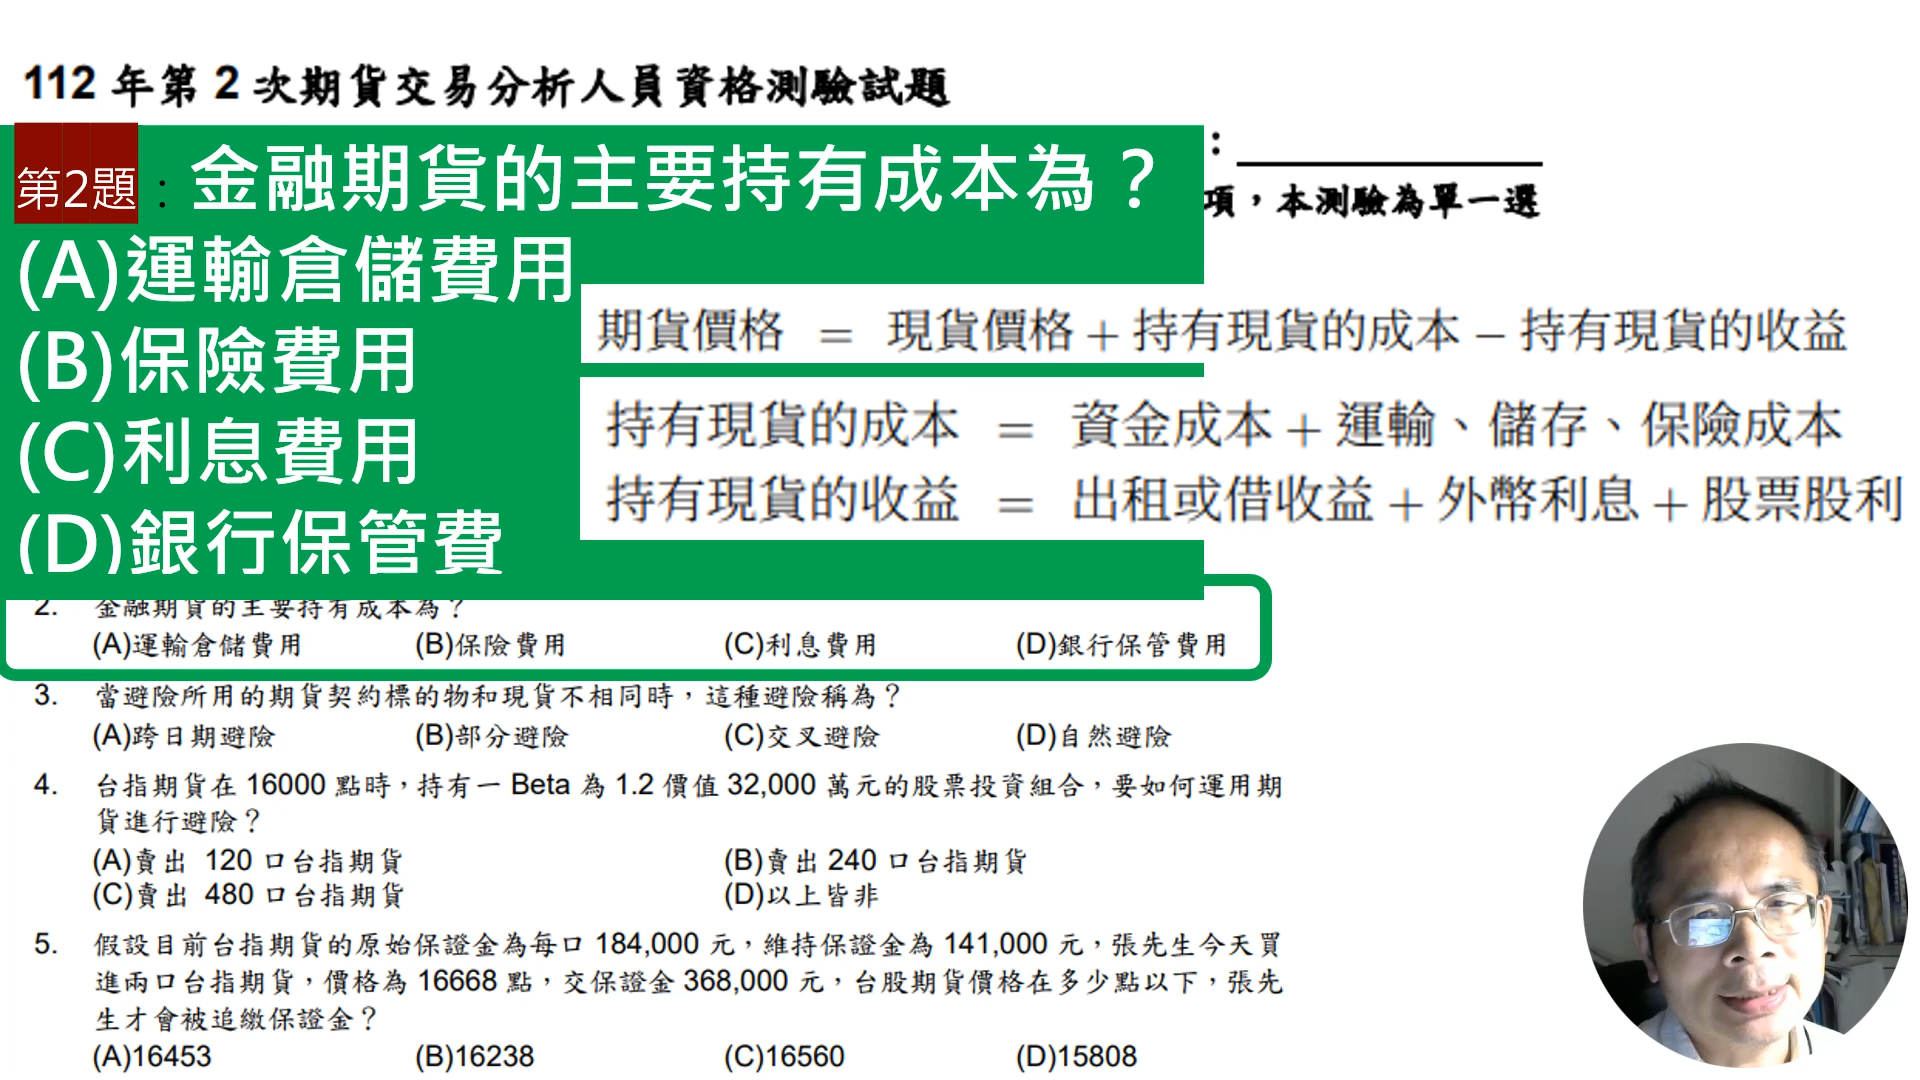 112 年第 2 次期貨交易分析人員資格測驗試題
：
項，本測驗為單一選
第2題：金融期貨的主要持有成本為？
(A)運輸倉儲費用
(B)保險費用
(C)利息費用
(D)銀行保管費
期貨價格 = 現貨價格 + 持有現貨的成本 – 持有現貨的收益
持有現貨的成本 = 資金成本 + 運輸、儲存、保險成本
持有現貨的收益 = 出租或借收益 + 外幣利息 + 股票股利
2. 金融期貨的主要持有成本為？
(A)運輸倉儲費用 (B)保險費用 (C)利息費用 (D)銀行保管費用
3. 當避險所用的期貨契約標的物和現貨不相同時，這種避險稱為？
(A)跨日期避險 (B)部分避險 (C)交叉避險 (D)自然避險
4. 台指期貨在 16000 點時，持有一 Beta 為 1.2 價值 32,000 萬元的股票投資組合，要如何運用期
貨進行避險？
(A)賣出 120 口台指期貨 (B)賣出 240 口台指期貨
(C)賣出 480 口台指期貨 (D)以上皆非
5. 假設目前台指期貨的原始保證金為每口 184,000 元，維持保證金為 141,000 元，張先生今天買
進兩口台指期貨，價格為 16668 點，交保證金 368,000 元，台股期貨價格在多少點以下，張先
生才會被追繳保證金？
(A)16453 (B)16238 (C)16560 (D)15808